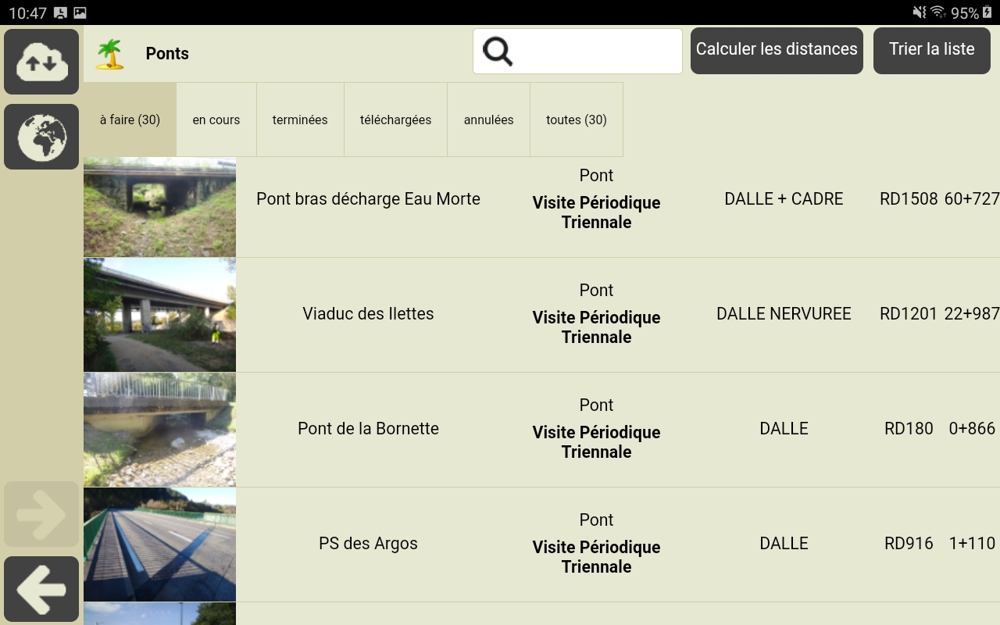 10:47
95%
Ponts
Calculer les distances
Trier la liste
à faire (30)
en cours
terminées
téléchargées
annulées
toutes (30)
Pont bras décharge Eau Morte
Pont
Visite Périodique
Triennale
DALLE + CADRE
RD1508
60+727
Viaduc des Ilettes
Pont
Visite Périodique
Triennale
DALLE NERVUREE
RD1201
22+987
Pont de la Bornette
Pont
Visite Périodique
Triennale
DALLE
RD180
0+866
PS des Argos
Pont
Visite Périodique
Triennale
DALLE
RD916
1+110